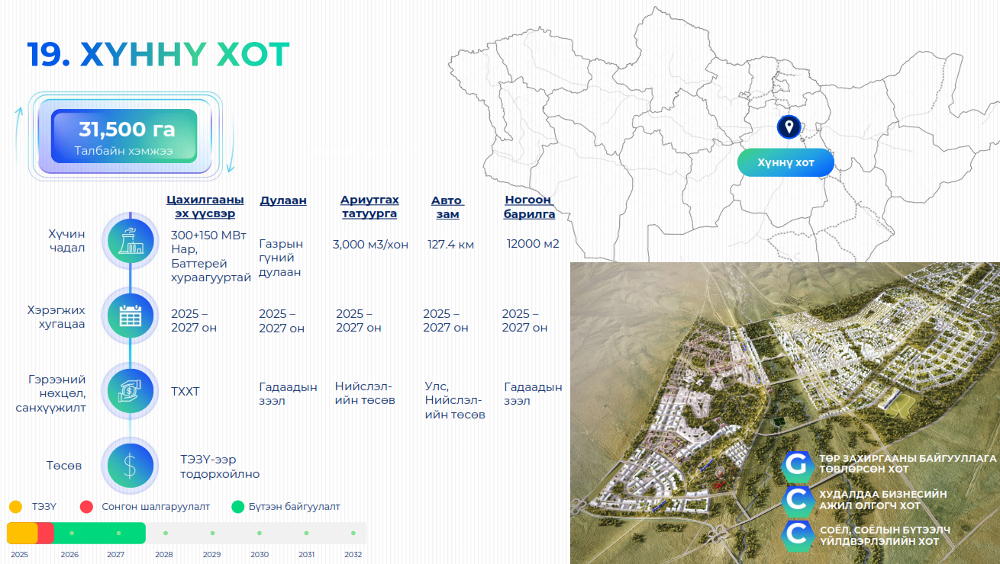 19. ХҮННҮ ХОТ
31,500 га
Талбайн хэмжээ
Хүннү хот
Цахилгааны
эх үүсвэр
Дулаан
Ариутгах
татуурга
Авто
зам
Ногоон
барилга
Хүчин
чадал
300+150 МВт
Нар,
Баттерей
хураагууртай
Газрын
гүний
дулаан
3,000 м3/хон
127.4 км
12000 м2
Хэрэгжих
хугацаа
2025 –
2027 он
2025 –
2027 он
2025 –
2027 он
2025 –
2027 он
2025 –
2027 он
Гэрээний
нөхцөл,
санхүүжилт
ТХХТ
Гадаадын
зээл
Нийслэл-
ийн төсөв
Улс,
Нийслэл-
ийн төсөв
Гадаадын
зээл
Төсөв
ТЭЗҮ-ээр
тодорхойлно
ТЭЗҮ
Сонгон шалгаруулалт
Бүтээн байгуулалт
2025 2026 2027 2028 2029 2030 2031 2032
G
ТӨР ЗАХИРГААНЫ БАЙГУУЛЛАГА
ТӨВЛӨРСӨН ХОТ
C
ХУДАЛДАА БИЗНЕСИЙН
АЖИЛ ОЛГОГЧ ХОТ
C
СОЁЛ, СОЁЛЫН БҮТЭЭЛЧ
ҮЙЛДВЭРЛЭЛИЙН ХОТ